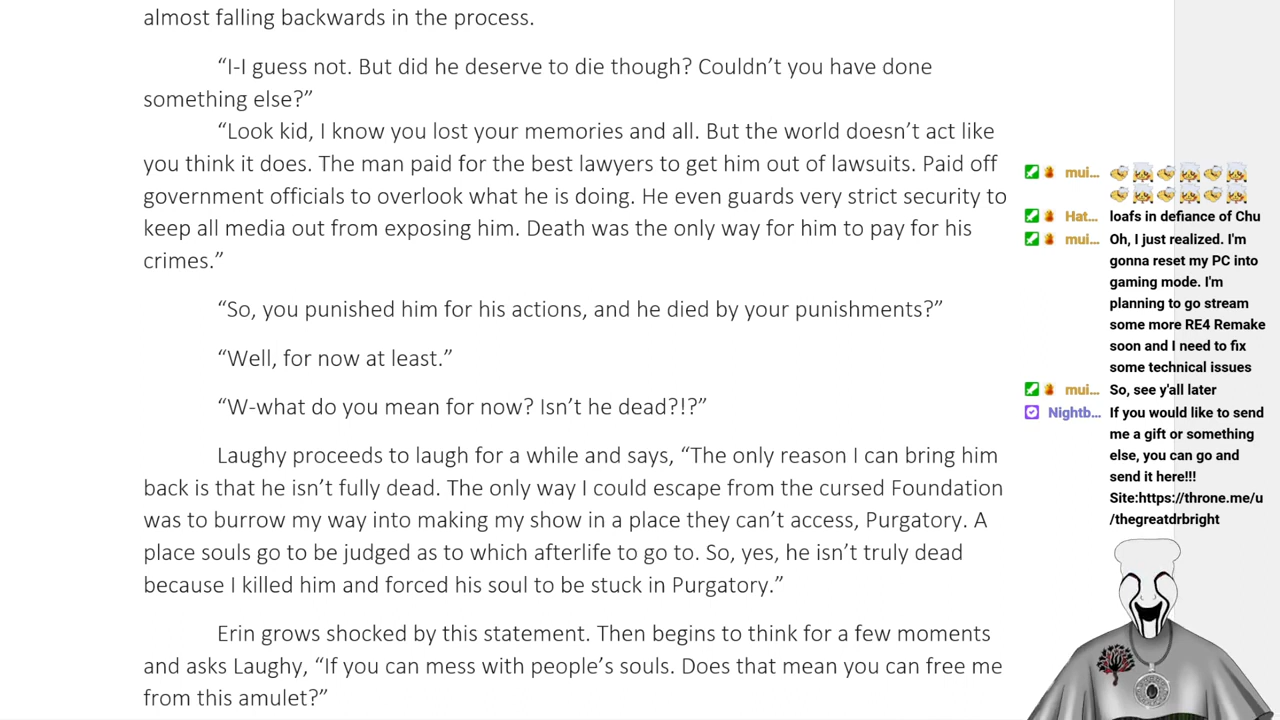 almost falling backwards in the process.
“I-I guess not. But did he deserve to die though? Couldn’t you have done
something else?”
“Look kid, I know you lost your memories and all. But the world doesn’t act like
you think it does. The man paid for the best lawyers to get him out of lawsuits. Paid off
government officials to overlook what he is doing. He even guards very strict security to
keep all media out from exposing him. Death was the only way for him to pay for his
crimes.”
“So, you punished him for his actions, and he died by your punishments?”
“Well, for now at least.”
“W-what do you mean for now? Isn’t he dead?!?”
Laughy proceeds to laugh for a while and says, “The only reason I can bring him
back is that he isn’t fully dead. The only way I could escape from the cursed Foundation
was to burrow my way into making my show in a place they can’t access, Purgatory. A
place souls go to be judged as to which afterlife to go to. So, yes, he isn’t truly dead
because I killed him and forced his soul to be stuck in Purgatory.”
Erin grows shocked by this statement. Then begins to think for a few moments
and asks Laughy, “If you can mess with people’s souls. Does that mean you can free me
from this amulet?”
mui...
Hat... loafs in defiance of Chu
mui... Oh, I just realized. I'm
gonna reset my PC into
gaming mode. I'm
planning to go stream
some more RE4 Remake
soon and I need to fix
some technical issues
mui... So, see y'all later
Nightb... If you would like to send
me a gift or something
else, you can go and
send it here!!!
Site:https://throne.me/u
/thegreatdrbright